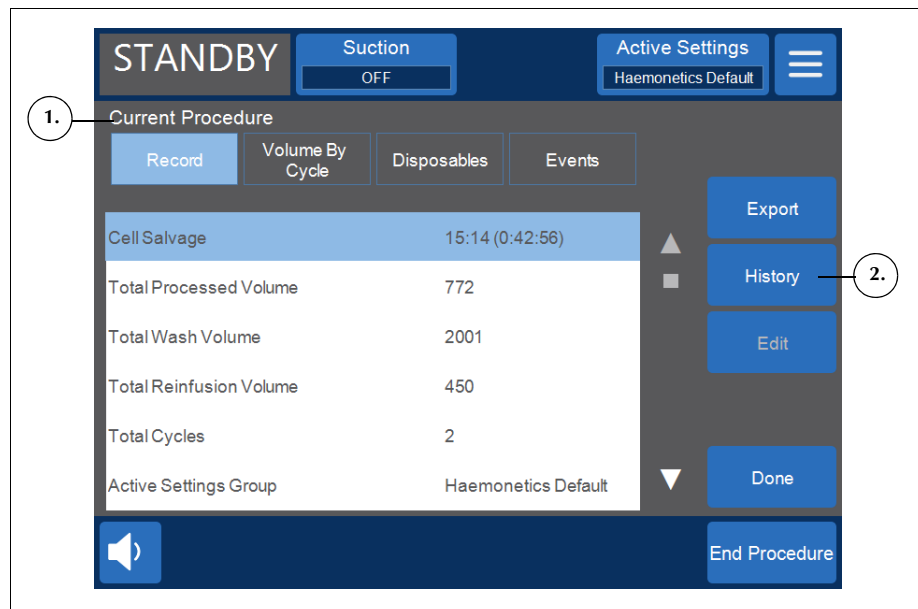 STANDBY
Suction
OFF
Active Settings
Haemonetics Default
1.
Current Procedure
Record
Volume By
Cycle
Disposables
Events
Export
Cell Salvage 15:14 (0:42:56)
History
2.
Total Processed Volume 772
Total Wash Volume 2001
Edit
Total Reinfusion Volume 450
Total Cycles 2
Active Settings Group Haemonetics Default
Done
End Procedure